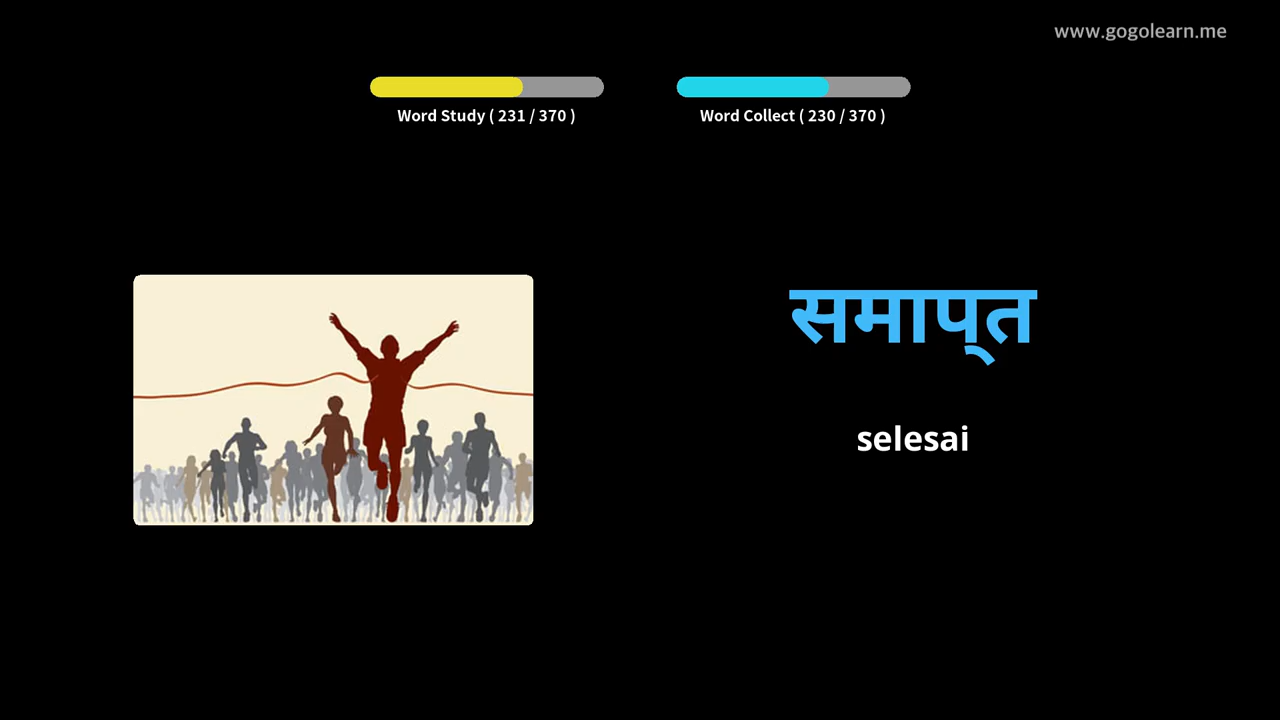 www.gogolearn.me
Word Study ( 231 / 370 )
Word Collect ( 230 / 370 )
समाप्त
selesai